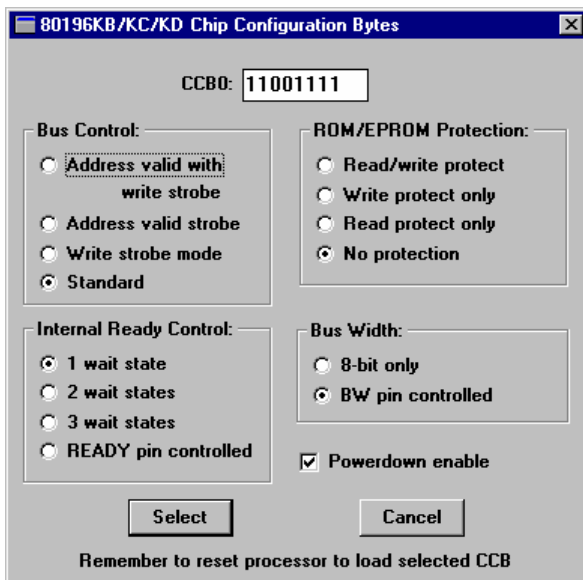 80196KB/KC/KD Chip Configuration Bytes
CCB0: 11001111
Bus Control:
Address valid with
write strobe
Address valid strobe
Write strobe mode
Standard
ROM/EPROM Protection:
Read/write protect
Write protect only
Read protect only
No protection
Internal Ready Control:
1 wait state
2 wait states
3 wait states
READY pin controlled
Bus Width:
8-bit only
BW pin controlled
Powerdown enable
Select
Cancel
Remember to reset processor to load selected CCB